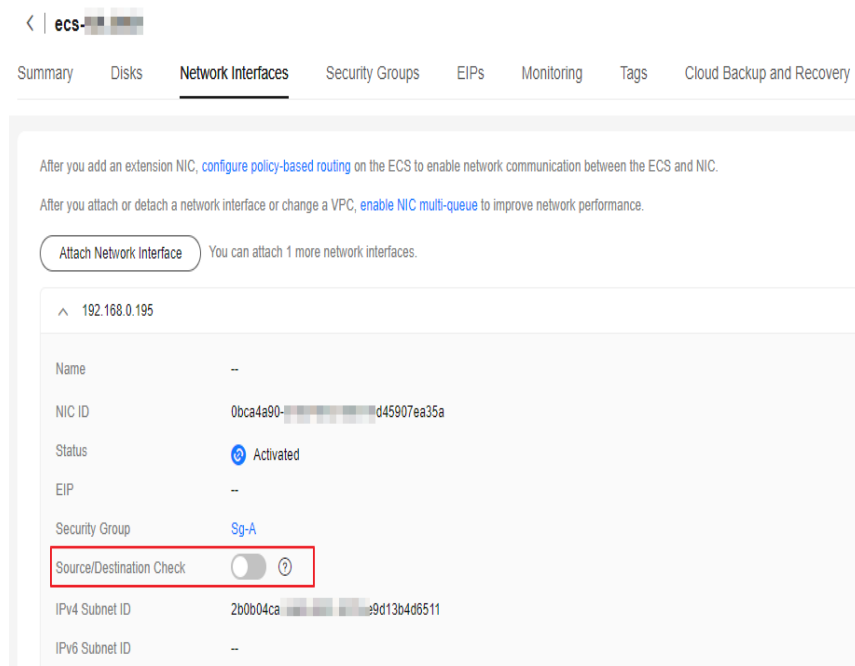 ecs-
Summary Disks Network Interfaces Security Groups EIPs Monitoring Tags Cloud Backup and Recovery
After you add an extension NIC, configure policy-based routing on the ECS to enable network communication between the ECS and NIC.
After you attach or detach a network interface or change a VPC, enable NIC multi-queue to improve network performance.
Attach Network Interface You can attach 1 more network interfaces.
192.168.0.195
Name --
NIC ID 0bca4a90- d45907ea35a
Status Activated
EIP --
Security Group Sg-A
Source/Destination Check ?
IPv4 Subnet ID 2b0b04ca e9d13b4d6511
IPv6 Subnet ID --